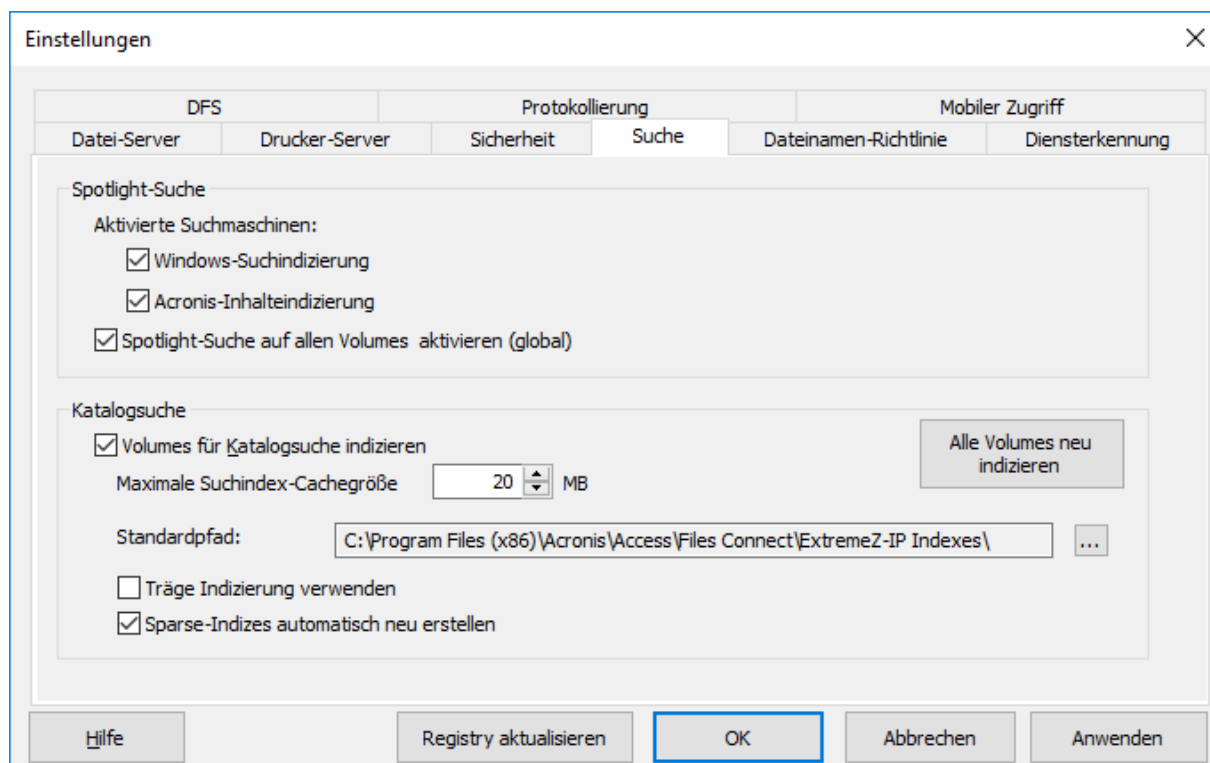 Einstellungen
DFS Protokollierung Mobiler Zugriff
Datei-Server Drucker-Server Sicherheit Suche Dateinamen-Richtlinie Diensterkennung
Spotlight-Suche
Aktivierte Suchmaschinen:
Windows-Suchindizierung
Acronis-Inhalteindizierung
Spotlight-Suche auf allen Volumes aktivieren (global)
Katalogsuche
Volumes für Katalogsuche indizieren
Alle Volumes neu
indizieren
Maximale Suchindex-Cachegröße 20 MB
Standardpfad: C:\Program Files (x86)\Acronis\Access\Files Connect\ExtremeZ-IP Indexes\ ...
Träge Indizierung verwenden
Sparse-Indizes automatisch neu erstellen
Hilfe Registry aktualisieren OK Abbrechen Anwenden